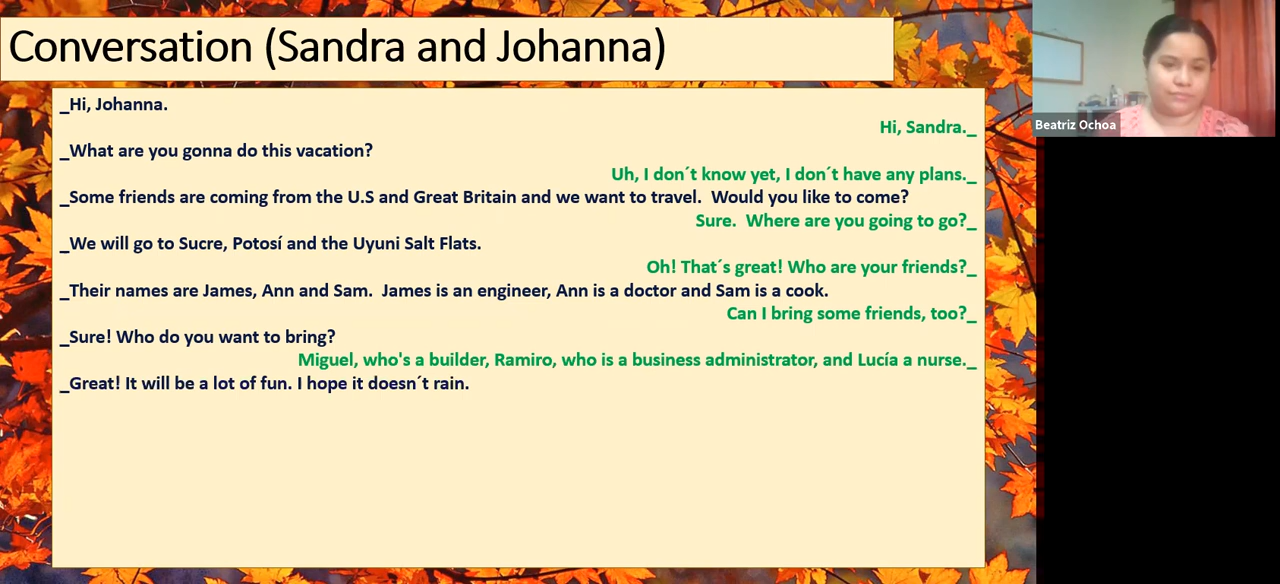 Conversation (Sandra and Johanna)
_Hi, Johanna.
Hi, Sandra._
_What are you gonna do this vacation?
Uh, I don´t know yet, I don´t have any plans._
_Some friends are coming from the U.S and Great Britain and we want to travel.  Would you like to come?
Sure.  Where are you going to go?_
_We will go to Sucre, Potosí and the Uyuni Salt Flats.
Oh! That´s great! Who are your friends?_
_Their names are James, Ann and Sam.  James is an engineer, Ann is a doctor and Sam is a cook.
Can I bring some friends, too?_
_Sure! Who do you want to bring?
Miguel, who's a builder, Ramiro, who is a business administrator, and Lucía a nurse._
_Great! It will be a lot of fun. I hope it doesn´t rain.
Beatriz Ochoa